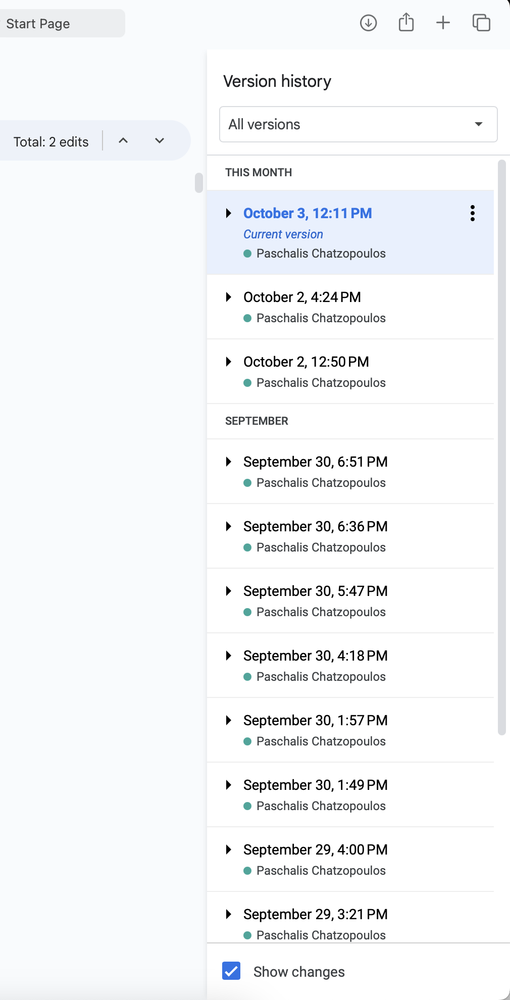 Start Page
Version history
All versions
Total: 2 edits
THIS MONTH
October 3, 12:11 PM
Current version
Paschalis Chatzopoulos
October 2, 4:24 PM
Paschalis Chatzopoulos
October 2, 12:50 PM
Paschalis Chatzopoulos
SEPTEMBER
September 30, 6:51 PM
Paschalis Chatzopoulos
September 30, 6:36 PM
Paschalis Chatzopoulos
September 30, 5:47 PM
Paschalis Chatzopoulos
September 30, 4:18 PM
Paschalis Chatzopoulos
September 30, 1:57 PM
Paschalis Chatzopoulos
September 30, 1:49 PM
Paschalis Chatzopoulos
September 29, 4:00 PM
Paschalis Chatzopoulos
September 29, 3:21 PM
Paschalis Chatzopoulos
Show changes